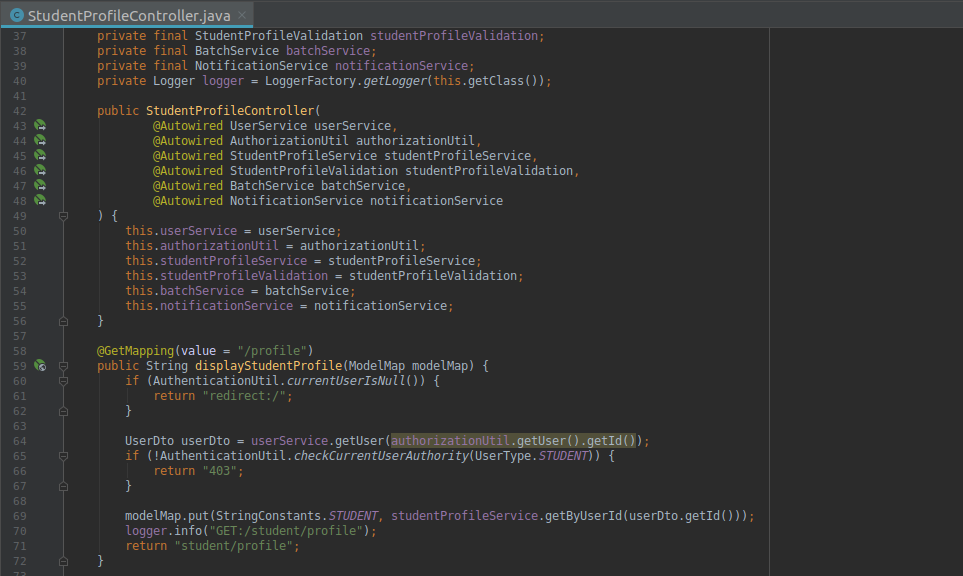 C StudentProfileController.java ×
37 private final StudentProfileValidation studentProfileValidation;
38 private final BatchService batchService;
39 private final NotificationService notificationService;
40 private Logger logger = LoggerFactory.getLogger(this.getClass());
41
42 public StudentProfileController(
43 @Autowired UserService userService,
44 @Autowired AuthorizationUtil authorizationUtil,
45 @Autowired StudentProfileService studentProfileService,
46 @Autowired StudentProfileValidation studentProfileValidation,
47 @Autowired BatchService batchService,
48 @Autowired NotificationService notificationService
49 ) {
50 this.userService = userService;
51 this.authorizationUtil = authorizationUtil;
52 this.studentProfileService = studentProfileService;
53 this.studentProfileValidation = studentProfileValidation;
54 this.batchService = batchService;
55 this.notificationService = notificationService;
56 }
57
58 @GetMapping(value = "/profile")
59 public String displayStudentProfile(ModelMap modelMap) {
60 if (AuthenticationUtil.currentUserIsNull()) {
61 return "redirect:/";
62 }
63
64 UserDto userDto = userService.getUser(authorizationUtil.getUser().getId());
65 if (!AuthenticationUtil.checkCurrentUserAuthority(UserType.STUDENT)) {
66 return "403";
67 }
68
69 modelMap.put(StringConstants.STUDENT, studentProfileService.getByUserId(userDto.getId()));
70 logger.info("GET:/student/profile");
71 return "student/profile";
72 }
73